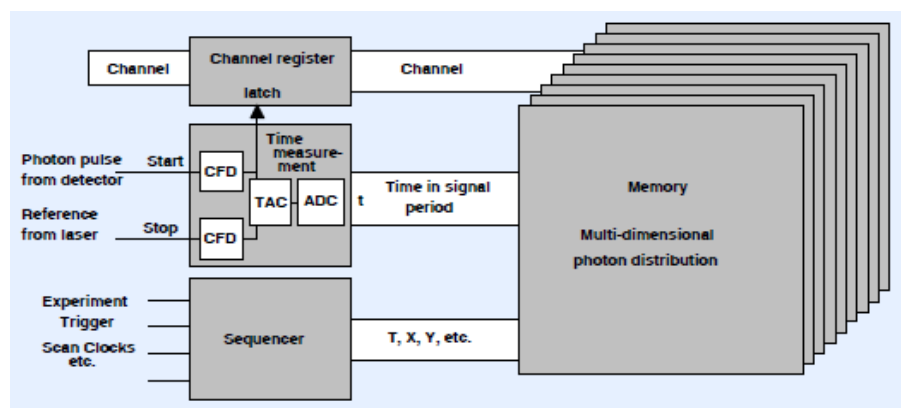 Channel
Channel register
latch
Channel
Photon pulse
from detector
Start
CFD
Time
measure-
ment
TAC
ADC
t
Time in signal
period
Reference
from laser
Stop
CFD
Memory
Multi-dimensional
photon distribution
Experiment
Trigger
Scan Clocks
etc.
Sequencer
T, X, Y, etc.